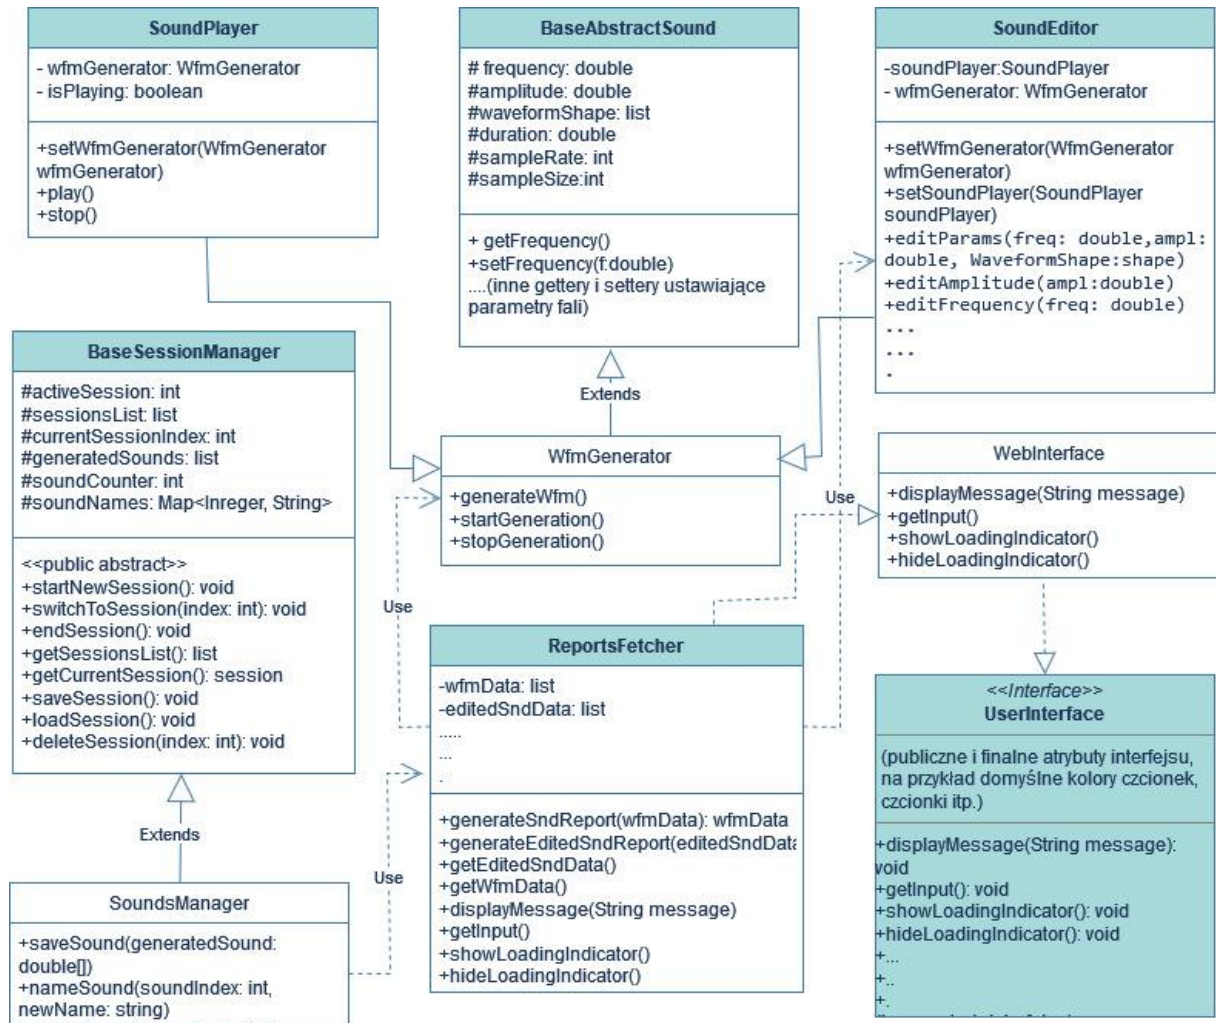 SoundPlayer
- wfmGenerator: WfmGenerator
- isPlaying: boolean
+setWfmGenerator(WfmGenerator
wfmGenerator)
+play()
+stop()
BaseAbstractSound
# frequency: double
#amplitude: double
#waveformShape: list
#duration: double
#sampleRate: int
#sampleSize:int
+ getFrequency()
+setFrequency(f:double)
....(inne gettery i settery ustawiające
parametry fali)
SoundEditor
-soundPlayer:SoundPlayer
- wfmGenerator: WfmGenerator
+setWfmGenerator(WfmGenerator
wfmGenerator)
+setSoundPlayer(SoundPlayer
soundPlayer)
+editParams(freq: double,ampl:
double, WaveformShape:shape)
+editAmplitude(ampl:double)
+editFrequency(freq: double)
...
...
.
BaseSessionManager
#activeSession: int
#sessionsList: list
#currentSessionIndex: int
#generatedSounds: list
#soundCounter: int
#soundNames: Map<Inreger, String>
<<public abstract>>
+startNewSession(): void
+switchToSession(index: int): void
+endSession(): void
+getSessionsList(): list
+getCurrentSession(): session
+saveSession(): void
+loadSession(): void
+deleteSession(index: int): void
Extends
WfmGenerator
+generateWfm()
+startGeneration()
+stopGeneration()
Use
WebInterface
+displayMessage(String message)
+getInput()
+showLoadingIndicator()
+hideLoadingIndicator()
Use
ReportsFetcher
-wfmData: list
-editedSndData: list
.....
...
.
+generateSndReport(wfmData): wfmData
+generateEditedSndReport(editedSndData
+getEditedSndData()
+getWfmData()
+displayMessage(String message)
+getInput()
+showLoadingIndicator()
+hideLoadingIndicator()
<<Interface>>
UserInterface
(publiczne i finalne atrybuty interfejsu,
na przykład domyślne kolory czcionek,
czcionki itp.)
+displayMessage(String message):
void
+getInput(): void
+showLoadingIndicator(): void
+hideLoadingIndicator(): void
+...
+..
+.
Extends
Use
SoundsManager
+saveSound(generatedSound:
double[])
+nameSound(soundIndex: int,
newName: string)